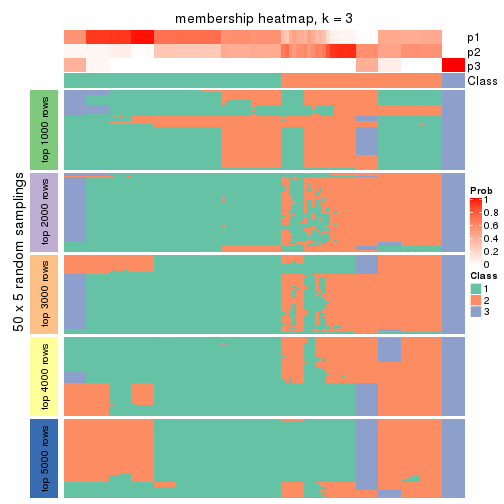 membership heatmap, k = 3
p1
p2
p3
Class
50 x 5 random samplings
top 1000 rows
top 2000 rows
top 3000 rows
top 4000 rows
top 5000 rows
Prob
1
0.8
0.6
0.4
0.2
0
Class
1
2
3